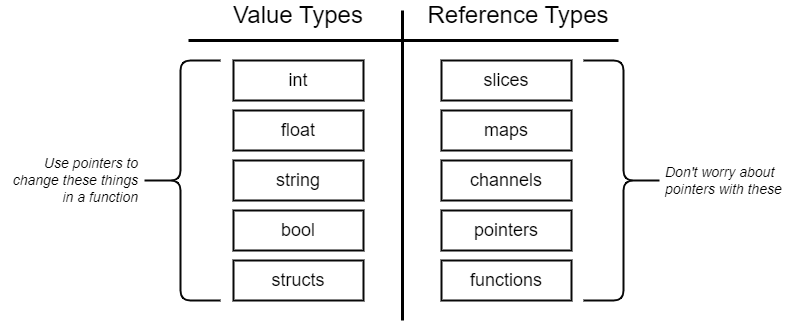 Value Types
Reference Types
int
float
string
bool
structs
slices
maps
channels
pointers
functions
Use pointers to
change these things
in a function
Don't worry about
pointers with these